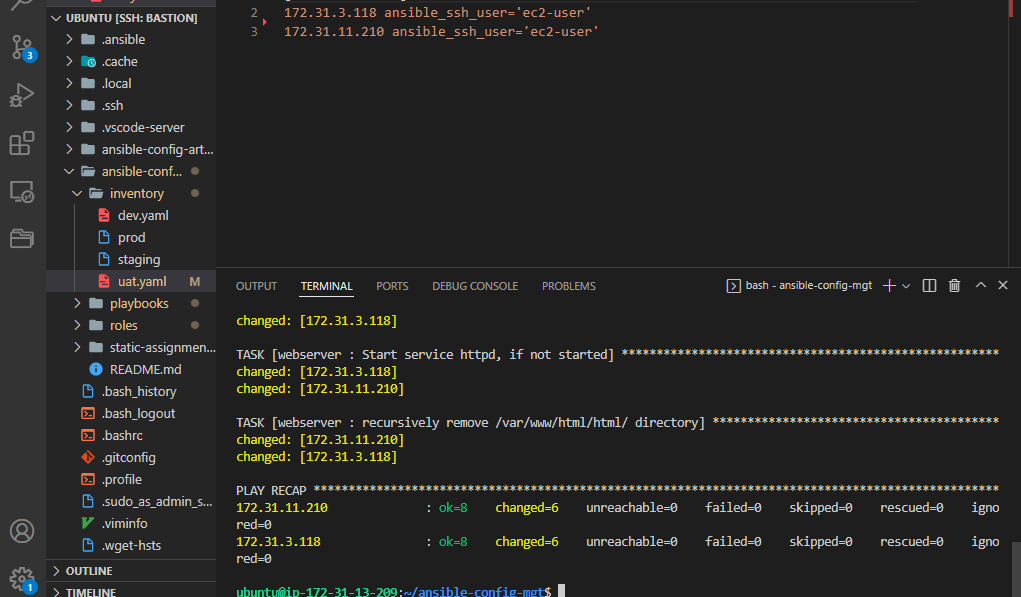 UBUNTU [SSH: BASTION]
.ansible
.cache
.local
.ssh
.vscode-server
ansible-config-art...
ansible-conf...
inventory
dev.yaml
prod
staging
uat.yaml M
playbooks
roles
static-assignmen...
README.md
.bash_history
.bash_logout
.bashrc
.gitconfig
.profile
.sudo_as_admin_s...
.viminfo
.wget-hsts
OUTLINE
TIMELINE
3
1
2 172.31.3.118 ansible_ssh_user='ec2-user'
3 172.31.11.210 ansible_ssh_user='ec2-user'
OUTPUT TERMINAL PORTS DEBUG CONSOLE PROBLEMS bash - ansible-config-mgt
changed: [172.31.3.118]
TASK [webserver : Start service httpd, if not started] ******************************************************
changed: [172.31.3.118]
changed: [172.31.11.210]
TASK [webserver : recursively remove /var/www/html/html/ directory] *****************************************
changed: [172.31.11.210]
changed: [172.31.3.118]
PLAY RECAP **************************************************************************************************
172.31.11.210 : ok=8 changed=6 unreachable=0 failed=0 skipped=0 rescued=0 igno
red=0
172.31.3.118 : ok=8 changed=6 unreachable=0 failed=0 skipped=0 rescued=0 igno
red=0
ubuntu@ip-172-31-13-209:~/ansible-config-mgt$